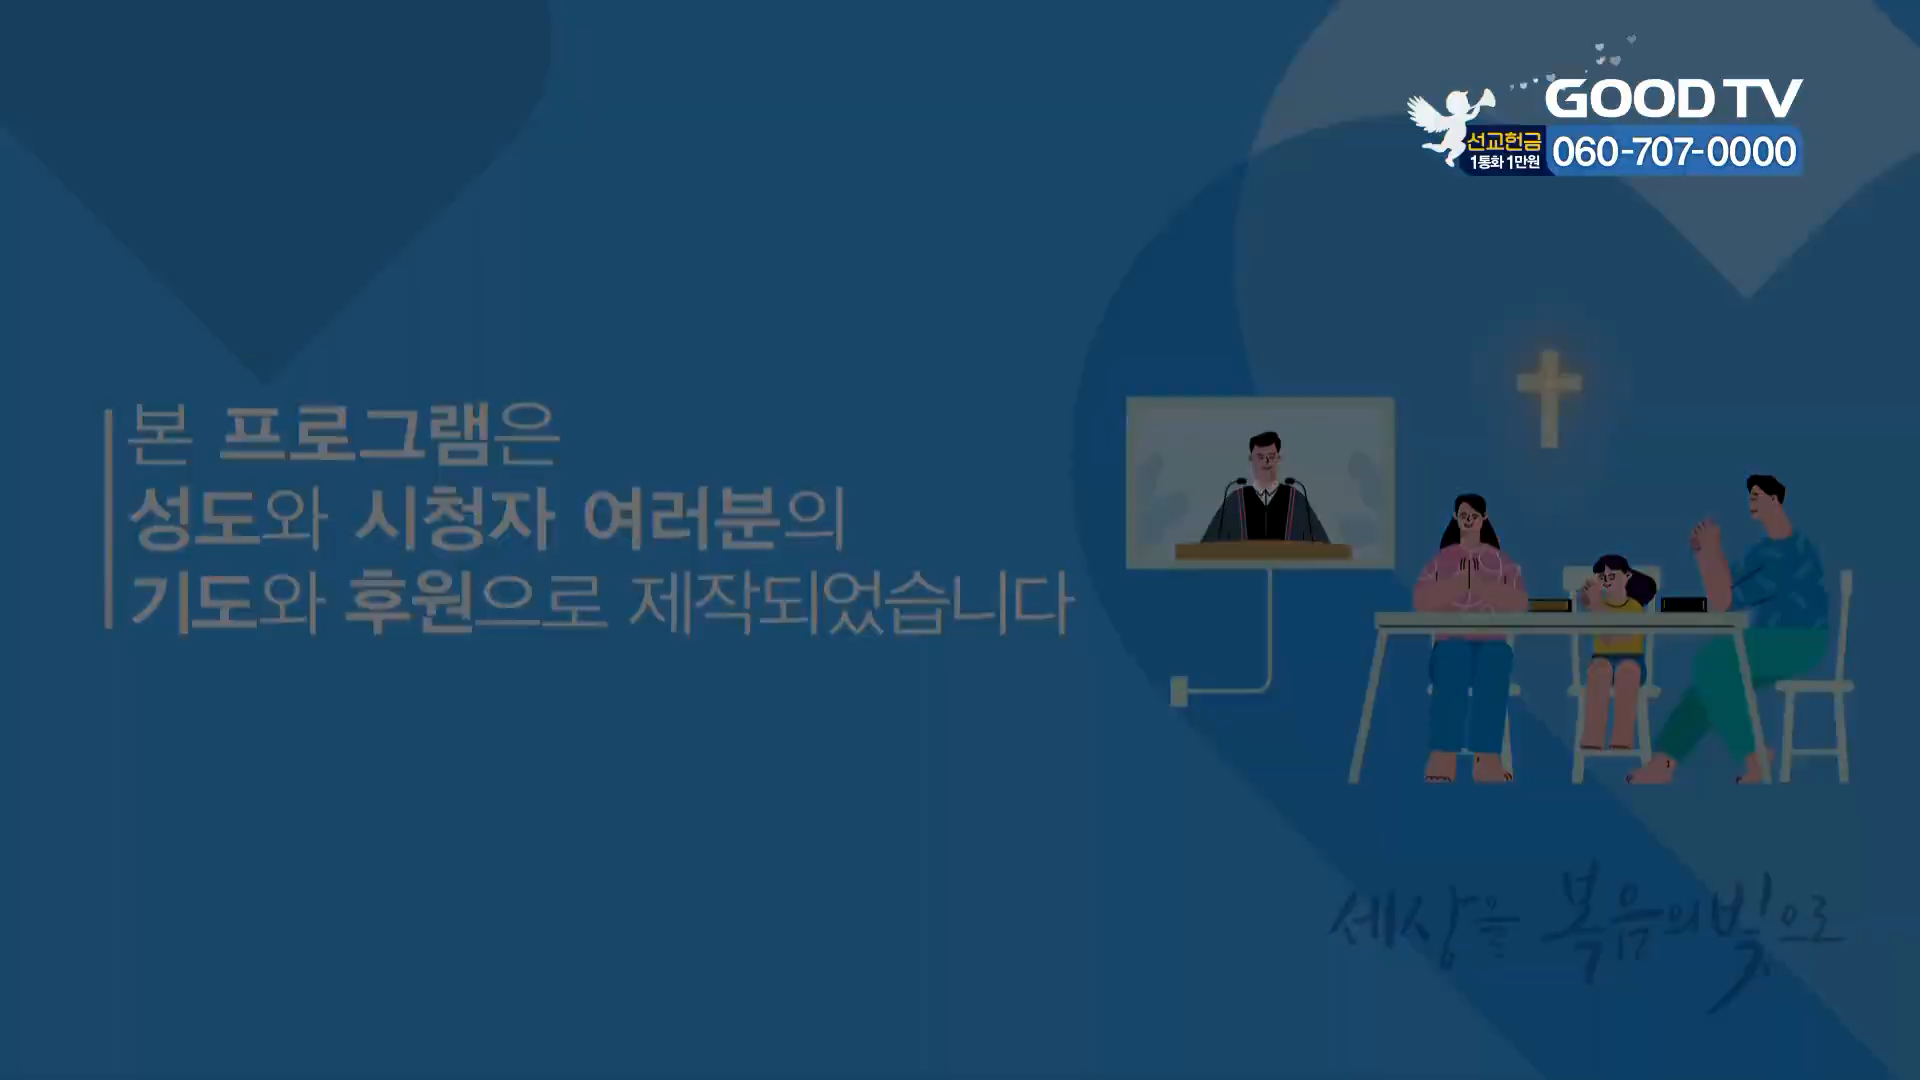 GOOD TV
선교헌금
1통화 1만원
060-707-0000
본 프로그램은
성도와 시청자 여러분의
기도와 후원으로 제작되었습니다
세상을 복음의 빛으로